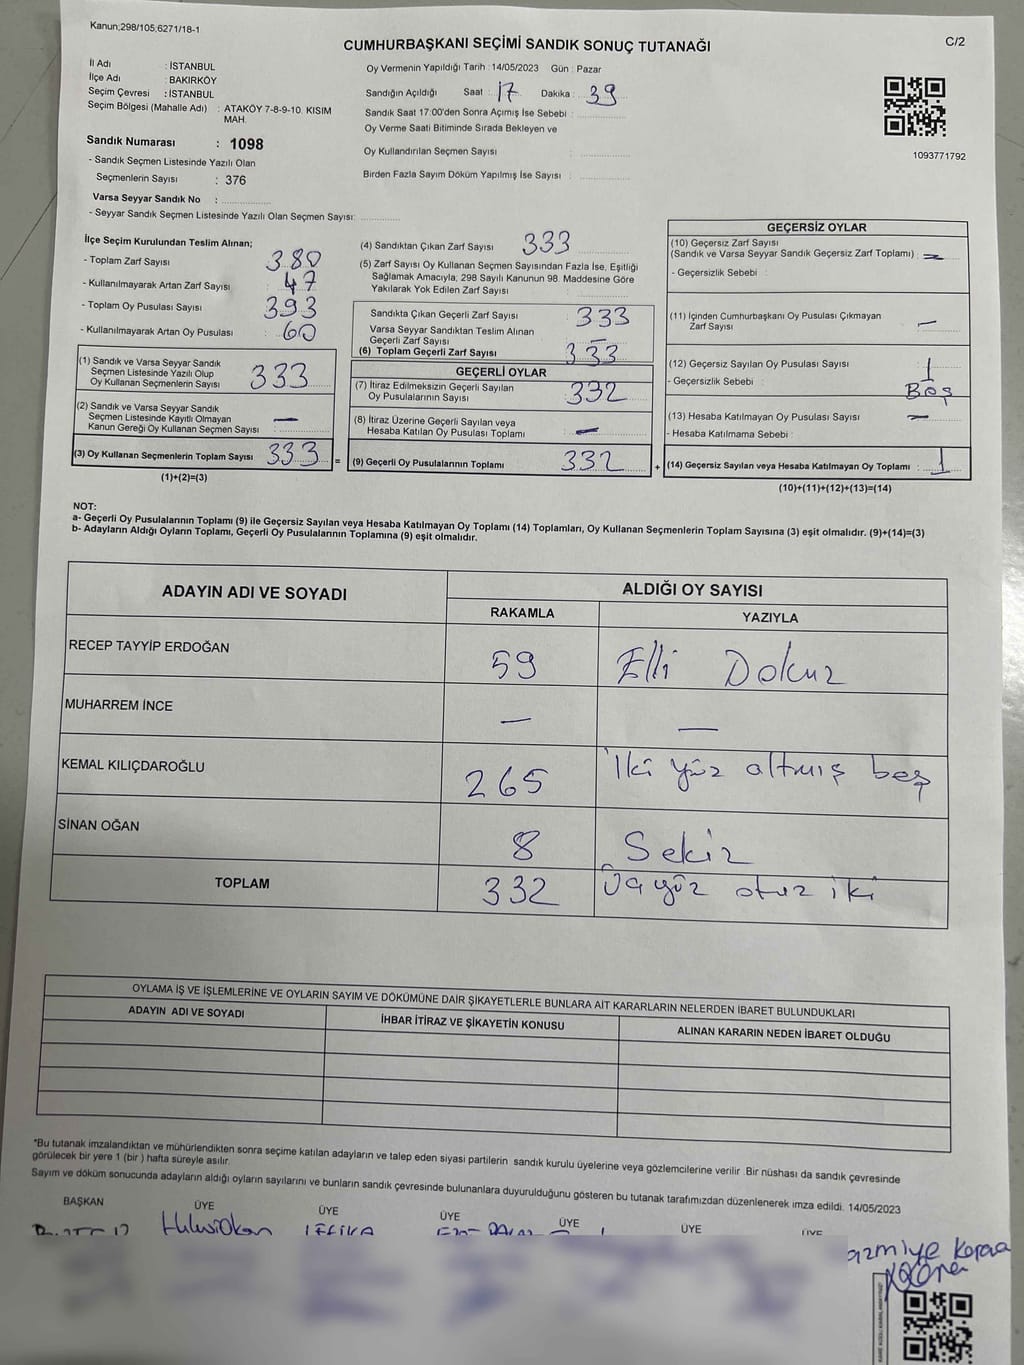 Kanun;298/105;6271/18-1
C/2
CUMHURBAŞKANI SEÇİMİ SANDIK SONUÇ TUTANAĞI
İl Adı : İSTANBUL
İlçe Adı : BAKIRKÖY
Seçim Çevresi : İSTANBUL
Seçim Bölgesi (Mahalle Adı) : ATAKÖY 7-8-9-10. KISIM
MAH.
Sandık Numarası : 1098
- Sandık Seçmen Listesinde Yazılı Olan
Seçmenlerin Sayısı : 376
Varsa Seyyar Sandık No :
- Seyyar Sandık Seçmen Listesinde Yazılı Olan Seçmen Sayısı:
Oy Vermenin Yapıldığı Tarih : 14/05/2023 Gün : Pazar
Sandığın Açıldığı Saat : 17 Dakika : 39
Sandık Saat 17:00'den Sonra Açımış İse Sebebi :
Oy Verme Saati Bitiminde Sırada Bekleyen ve
Oy Kullandırılan Seçmen Sayısı :
Birden Fazla Sayım Döküm Yapılmış İse Sayısı :
1093771792
İlçe Seçim Kurulundan Teslim Alınan;
- Toplam Zarf Sayısı : 380
- Kullanılmayarak Artan Zarf Sayısı : 47
- Toplam Oy Pusulası Sayısı : 393
- Kullanılmayarak Artan Oy Pusulası : 60
(1) Sandık ve Varsa Seyyar Sandık
Seçmen Listesinde Yazılı Olup
Oy Kullanan Seçmenlerin Sayısı : 333
(2) Sandık ve Varsa Seyyar Sandık
Seçmen Listesinde Kayıtlı Olmayan
Kanun Gereği Oy Kullanan Seçmen Sayısı : —
(3) Oy Kullanan Seçmenlerin Toplam Sayısı : 333 =
(1)+(2)=(3)
(4) Sandıktan Çıkan Zarf Sayısı : 333
(5) Zarf Sayısı Oy Kullanan Seçmen Sayısından Fazla İse, Eşitliği
Sağlamak Amacıyla; 298 Sayılı Kanunun 98. Maddesine Göre
Yakılarak Yok Edilen Zarf Sayısı :
Sandıkta Çıkan Geçerli Zarf Sayısı : 333
Varsa Seyyar Sandıktan Teslim Alınan
Geçerli Zarf Sayısı : —
(6) Toplam Geçerli Zarf Sayısı : 333
GEÇERLİ OYLAR
(7) İtiraz Edilmeksizin Geçerli Sayılan
Oy Pusulalarının Sayısı : 332
(8) İtiraz Üzerine Geçerli Sayılan veya
Hesaba Katılan Oy Pusulası Toplamı : —
(9) Geçerli Oy Pusulalarının Toplamı : 332 +
GEÇERSİZ OYLAR
(10) Geçersiz Zarf Sayısı
(Sandık ve Varsa Seyyar Sandık Geçersiz Zarf Toplamı) : —
- Geçersizlik Sebebi :
(11) İçinden Cumhurbaşkanı Oy Pusulası Çıkmayan
Zarf Sayısı : —
(12) Geçersiz Sayılan Oy Pusulası Sayısı : 1
- Geçersizlik Sebebi : Boş
(13) Hesaba Katılmayan Oy Pusulası Sayısı : —
- Hesaba Katılmama Sebebi :
(14) Geçersiz Sayılan veya Hesaba Katılmayan Oy Toplamı : 1
(10)+(11)+(12)+(13)=(14)
NOT:
a- Geçerli Oy Pusulalarının Toplamı (9) ile Geçersiz Sayılan veya Hesaba Katılmayan Oy Toplamı (14) Toplamları, Oy Kullanan Seçmenlerin Toplam Sayısına (3) eşit olmalıdır. (9)+(14)=(3)
b- Adayların Aldığı Oyların Toplamı, Geçerli Oy Pusulalarının Toplamına (9) eşit olmalıdır.
ADAYIN ADI VE SOYADI
ALDIĞI OY SAYISI
RAKAMLA YAZIYLA
RECEP TAYYİP ERDOĞAN 59 Elli Dokuz
MUHARREM İNCE — —
KEMAL KILIÇDAROĞLU 265 İki yüz altmış beş
SİNAN OĞAN 8 Sekiz
TOPLAM 332 Üç yüz otuz iki
OYLAMA İŞ VE İŞLEMLERİNE VE OYLARIN SAYIM VE DÖKÜMÜNE DAİR ŞİKAYETLERLE BUNLARA AİT KARARLARIN NELERDEN İBARET BULUNDUKLARI
ADAYIN ADI VE SOYADI İHBAR İTİRAZ VE ŞİKAYETİN KONUSU ALINAN KARARIN NEDEN İBARET OLDUĞU
*Bu tutanak imzalandıktan ve mühürlendikten sonra seçime katılan adayların ve talep eden siyasi partilerin sandık kurulu üyelerine veya gözlemcilerine verilir Bir nüshası da sandık çevresinde
görülecek bir yere 1 (bir ) hafta süreyle asılır.
Sayım ve döküm sonucunda adayların aldığı oyların sayılarını ve bunların sandık çevresinde bulunanlara duyurulduğunu gösteren bu tutanak tarafımızdan düzenlenerek imza edildi. 14/05/2023
BAŞKAN ÜYE ÜYE ÜYE ÜYE ÜYE ÜYE